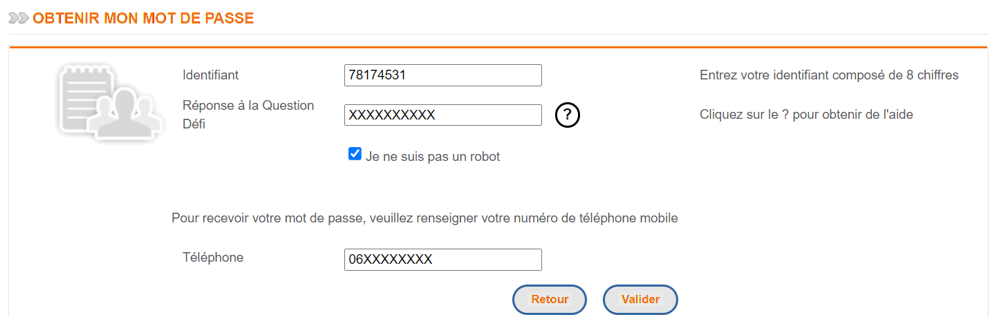 OBTENIR MON MOT DE PASSE
Identifiant 78174531 Entrez votre identifiant composé de 8 chiffres
Réponse à la Question
Défi
XXXXXXXXXX ? Cliquez sur le ? pour obtenir de l'aide
Je ne suis pas un robot
Pour recevoir votre mot de passe, veuillez renseigner votre numéro de téléphone mobile
Téléphone 06XXXXXXXX
Retour Valider